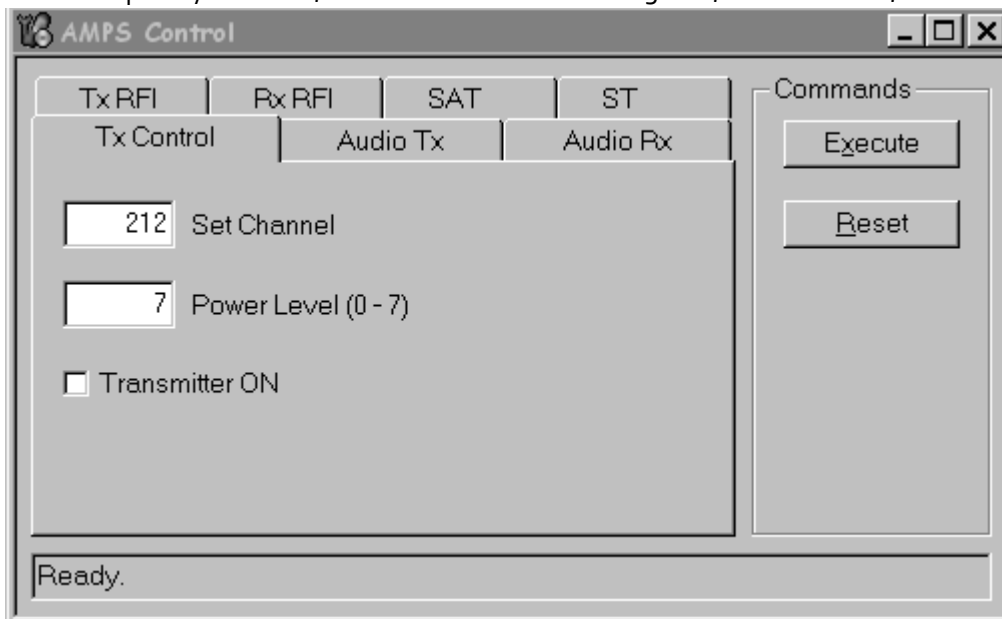 AMPS Control
Tx RFI Rx RFI SAT ST
Tx Control Audio Tx Audio Rx
212 Set Channel
7 Power Level (0 - 7)
Transmitter ON
Commands
Execute
Reset
Ready.